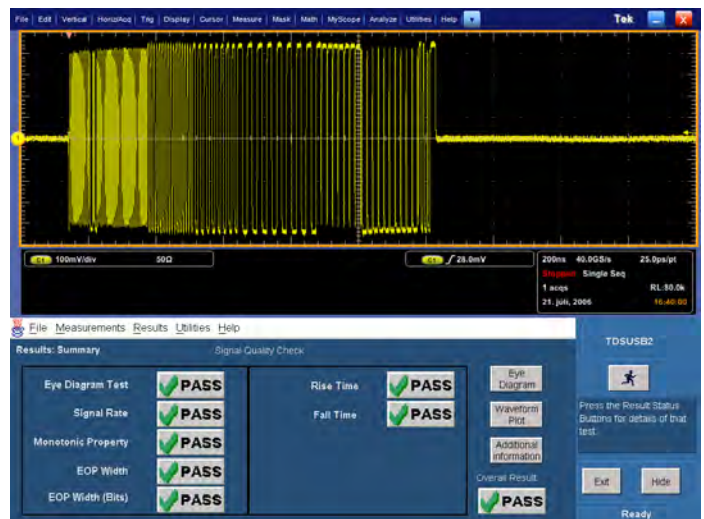 File Edit Vertical Horiz/Acq Trig Display Cursor Measure Mask Math MyScope Analyze Utilities Help Tek
1
C1 100mV/div 50Ω
C1 28.0mV
200ns 40.0GS/s 25.0ps/pt
Stopped Single Seq
1 acqs RL:80.0k
21. juli, 2006 16:40:00
File Measurements Results Utilities Help
Results: Summary Signal Quality Check
Eye Diagram Test PASS
Signal Rate PASS
Monotonic Property PASS
EOP Width PASS
EOP Width (Bits) PASS
Rise Time PASS
Fall Time PASS
Eye
Diagram
Waveform
Plot
Additional
Information
Overall Result
PASS
TDSUSB2
Press the Result Status
Buttons for details of that
test.
Exit Hide
Ready